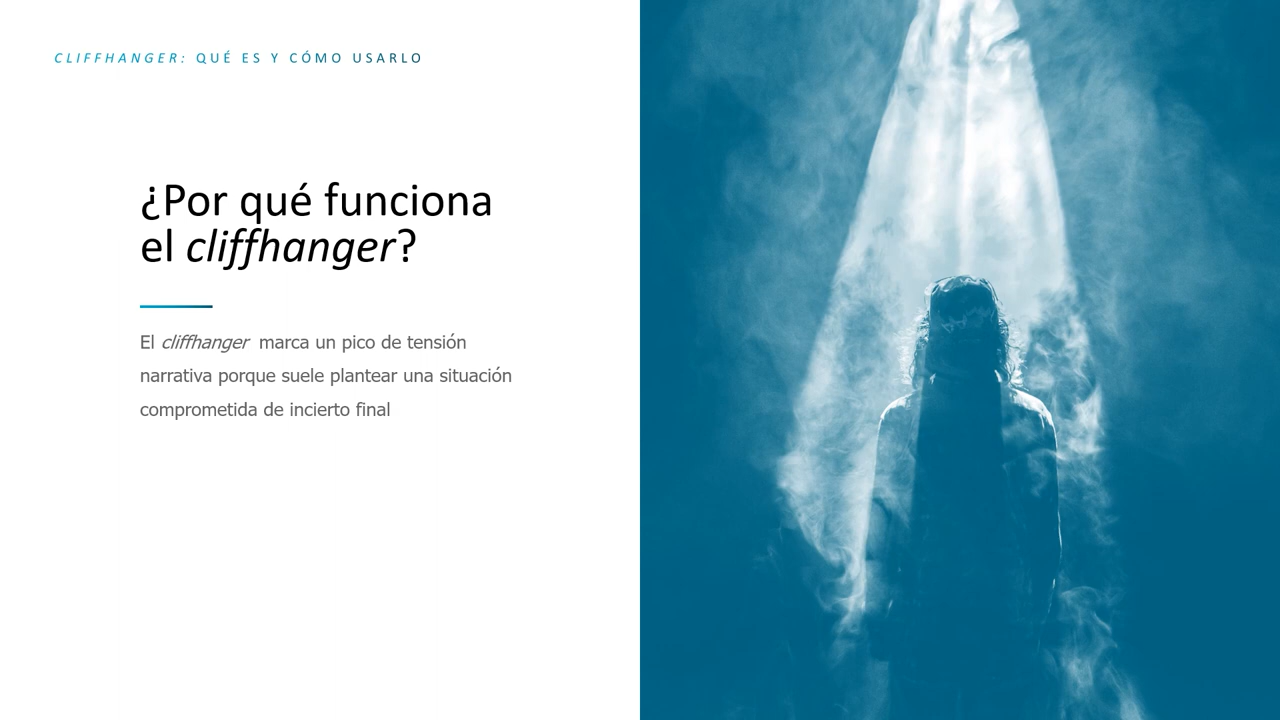 CLIFFHANGER: QUÉ ES Y CÓMO USARLO
¿Por qué funciona
el cliffhanger?
El cliffhanger marca un pico de tensión
narrativa porque suele plantear una situación
comprometida de incierto final